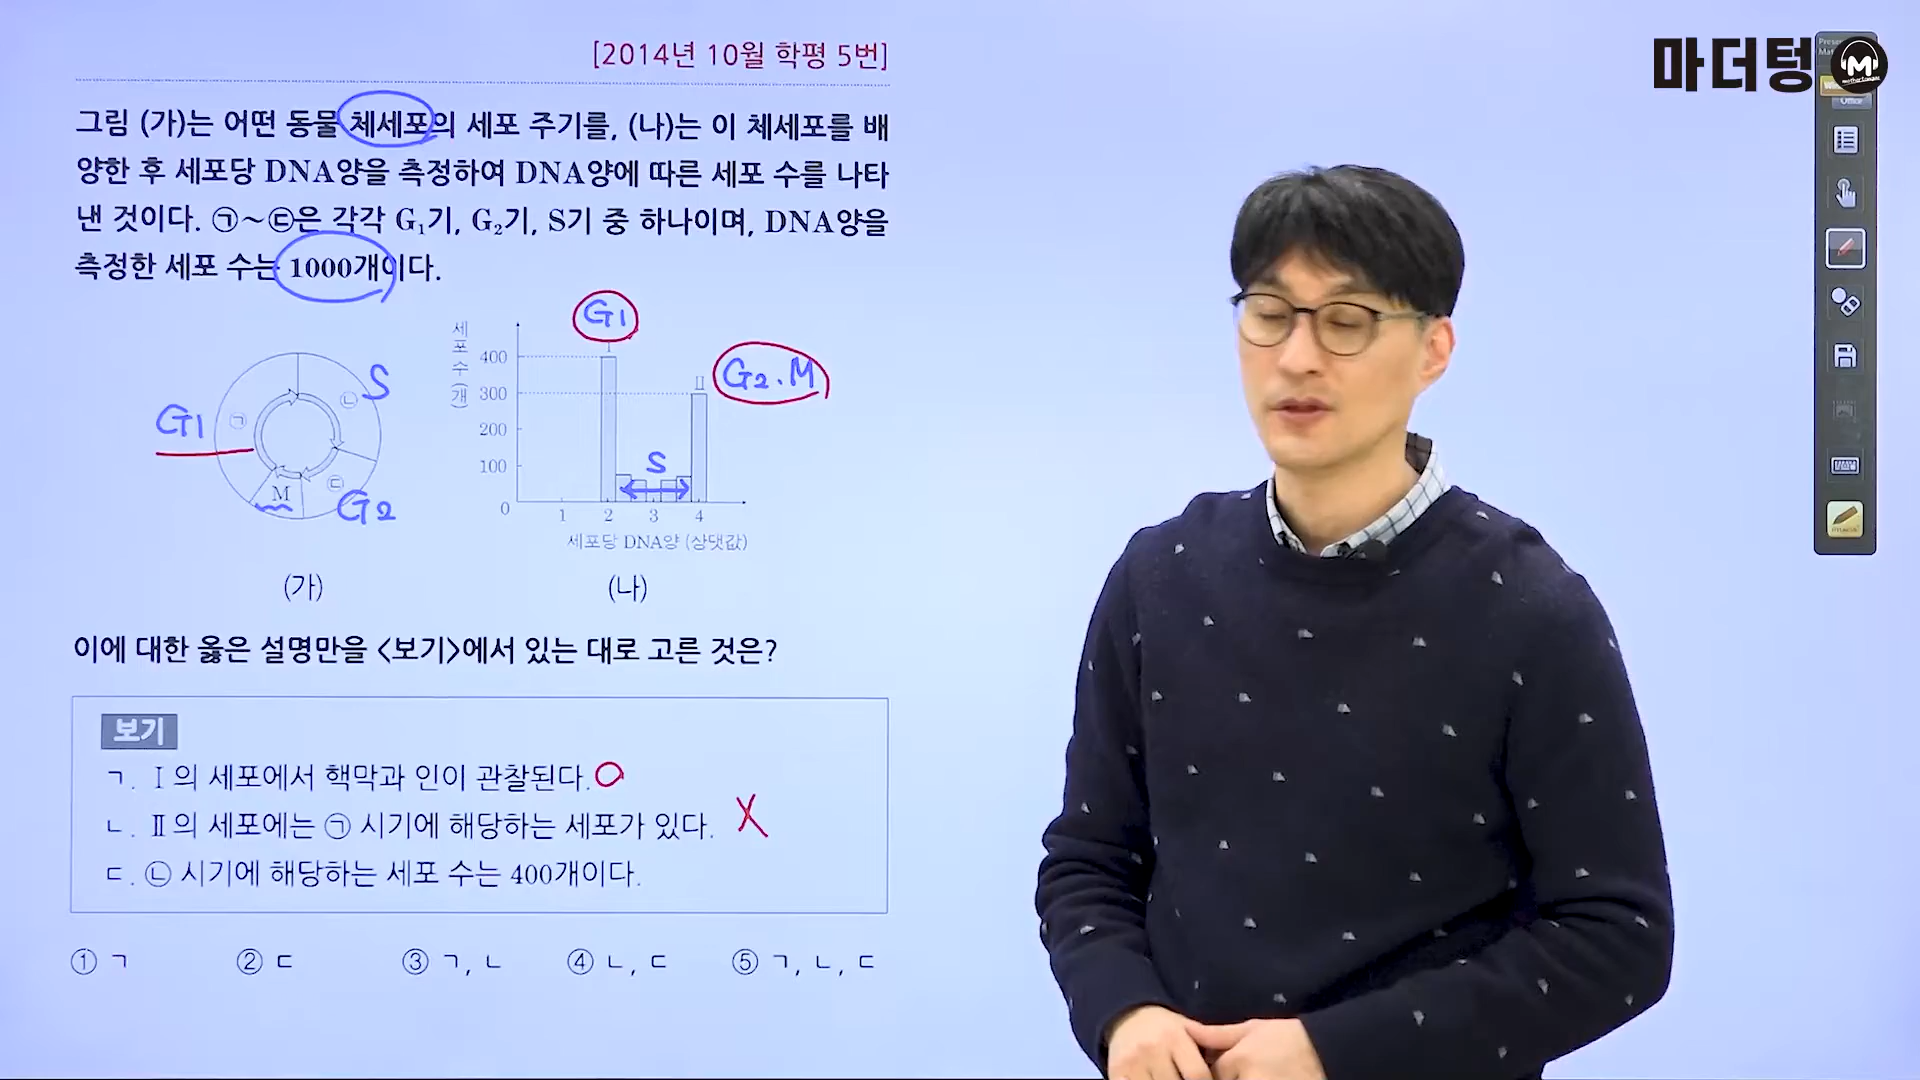 마더텅
[2014년 10월 학평 5번]
그림 (가)는 어떤 동물 체세포의 세포 주기를, (나)는 이 체세포를 배
양한 후 세포당 DNA양을 측정하여 DNA양에 따른 세포 수를 나타
낸 것이다. ㉠~㉢은 각각 G₁기, G₂기, S기 중 하나이며, DNA양을
측정한 세포 수는 1000개이다.
G1
㉠
㉡
S
㉢
G2
M
(가)
세포수(개)
400
300
200
100
0
G1
Ⅱ
G2.M
S
1 2 3 4
세포당 DNA양 (상댓값)
(나)
이에 대한 옳은 설명만을 <보기>에서 있는 대로 고른 것은?
보기
ㄱ. Ⅰ의 세포에서 핵막과 인이 관찰된다. O
ㄴ. Ⅱ의 세포에는 ㉠ 시기에 해당하는 세포가 있다. X
ㄷ. ㉡ 시기에 해당하는 세포 수는 400개이다.
① ㄱ ② ㄷ ③ ㄱ, ㄴ ④ ㄴ, ㄷ ⑤ ㄱ, ㄴ, ㄷ